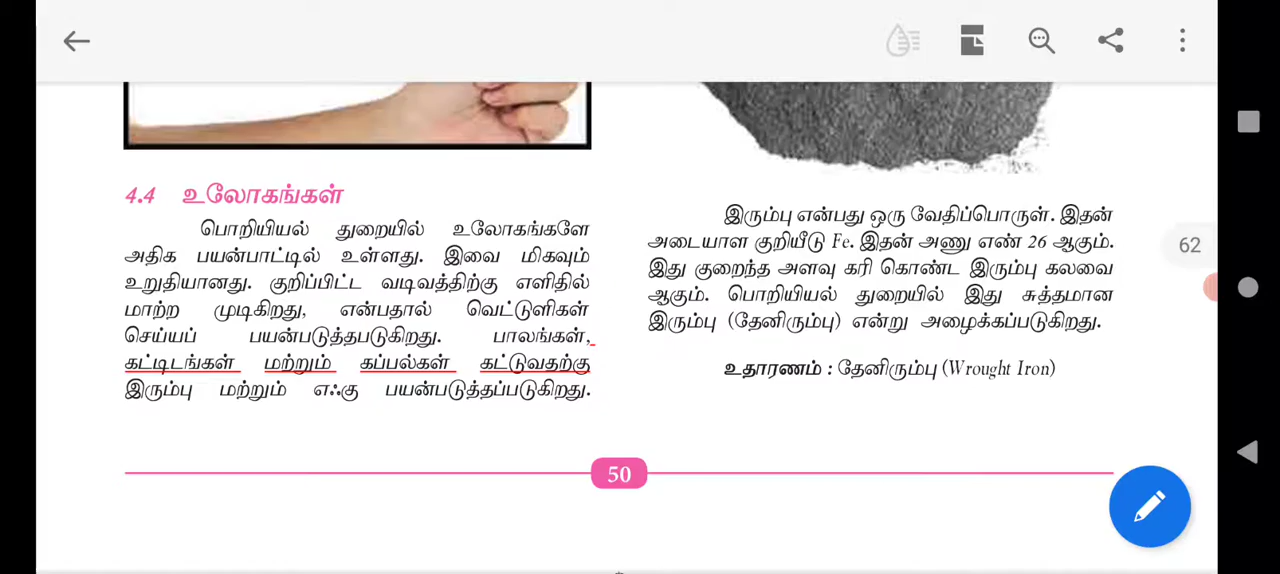 4.4 உலோகங்கள்
பொறியியல் துறையில் உலோகங்களே
அதிக பயன்பாட்டில் உள்ளது. இவை மிகவும்
உறுதியானது. குறிப்பிட்ட வடிவத்திற்கு எளிதில்
மாற்ற முடிகிறது, என்பதால் வெட்டுளிகள்
செய்யப் பயன்படுத்தபடுகிறது. பாலங்கள்,
கட்டிடங்கள் மற்றும் கப்பல்கள் கட்டுவதற்கு
இரும்பு மற்றும் எஃகு பயன்படுத்தப்படுகிறது.
இரும்பு என்பது ஒரு வேதிப்பொருள். இதன்
அடையாள குறியீடு Fe. இதன் அணு எண் 26 ஆகும்.
இது குறைந்த அளவு கரி கொண்ட இரும்பு கலவை
ஆகும். பொறியியல் துறையில் இது சுத்தமான
இரும்பு (தேனிரும்பு) என்று அழைக்கப்படுகிறது.
உதாரணம் : தேனிரும்பு (Wrought Iron)
62
50